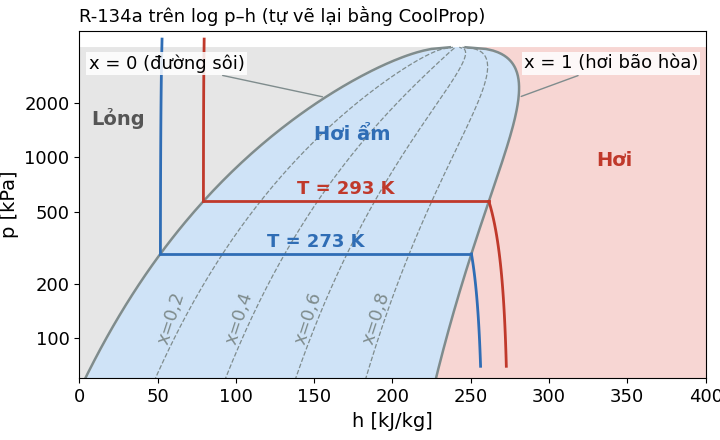 R-134a trên log p–h (tự vẽ lại bằng CoolProp)
x = 0 (đường sôi)
x = 1 (hơi bão hòa)
Lỏng
Hơi ẩm
Hơi
T = 293 K
T = 273 K
x=0,2
x=0,4
x=0,6
x=0,8
p [kPa]
2000
1000
500
200
100
0
50
100
150
200
250
300
350
400
h [kJ/kg]